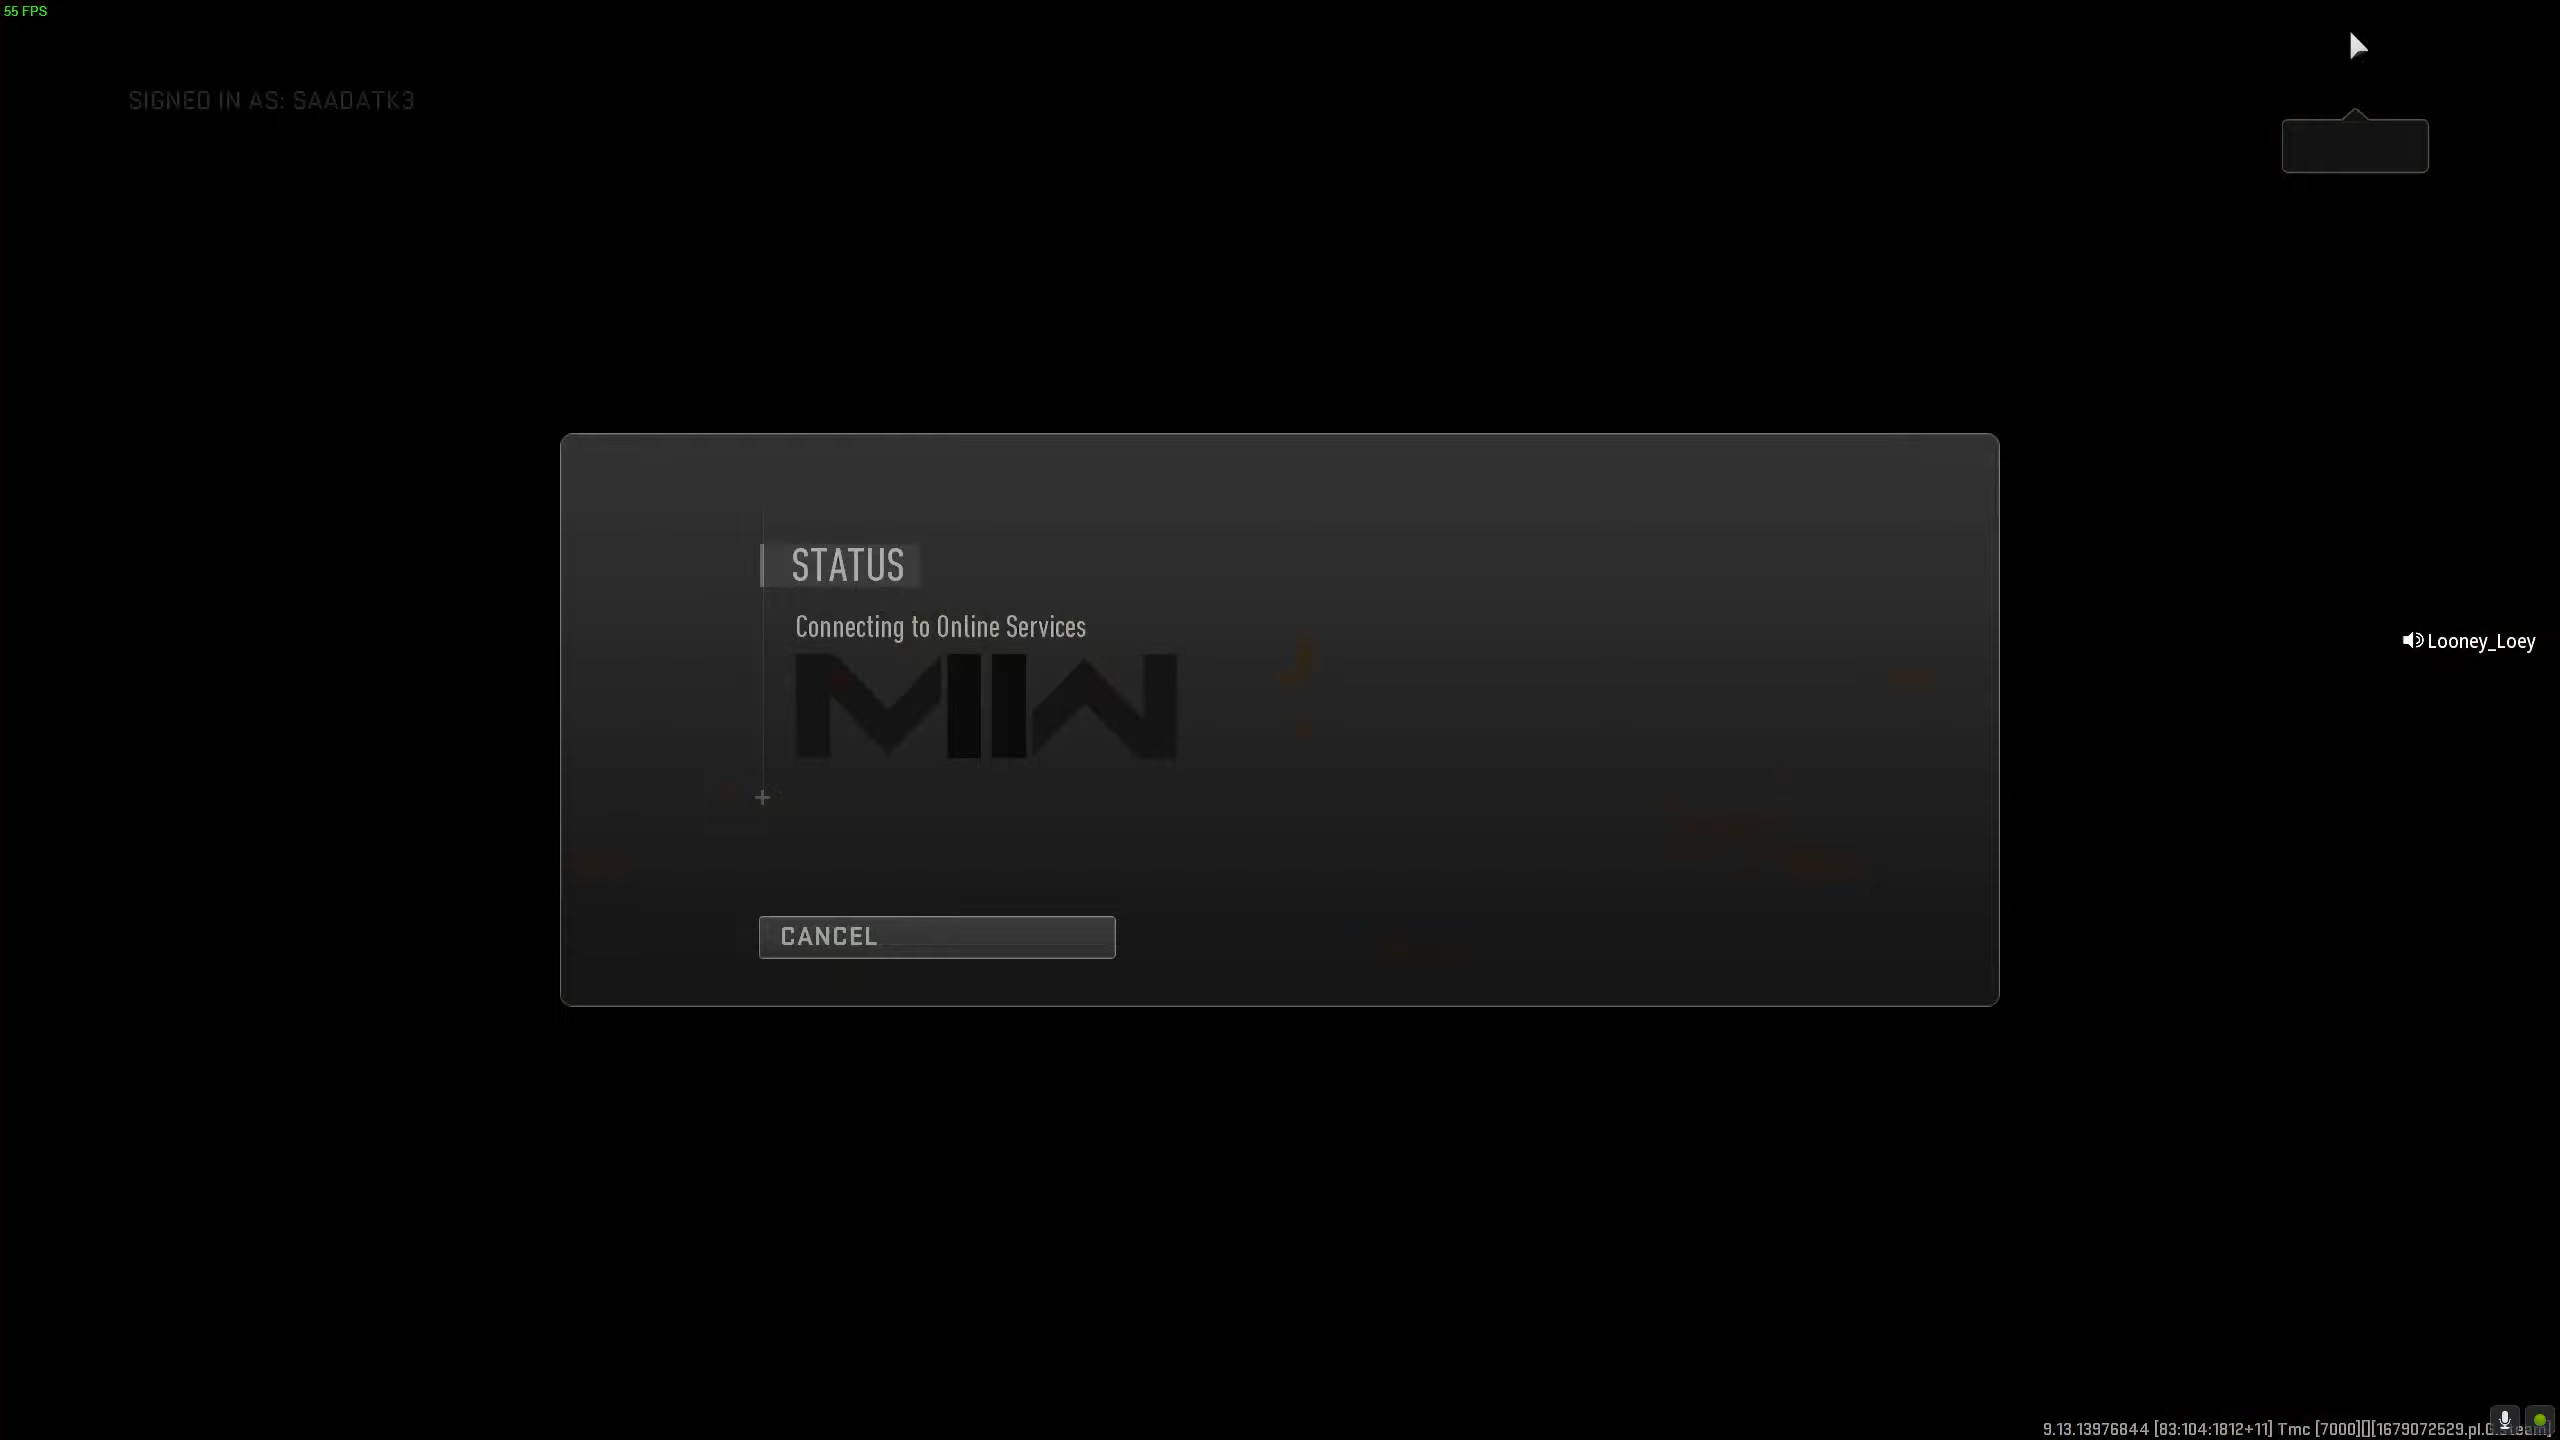 55 FPS
SIGNED IN AS: SAADATK3
STATUS
Connecting to Online Services
MIIW
CANCEL
Looney_Loey
9.13.13976844 [83:104:1812+11] Tmc [7000][][1679072529.pl.G.steam]